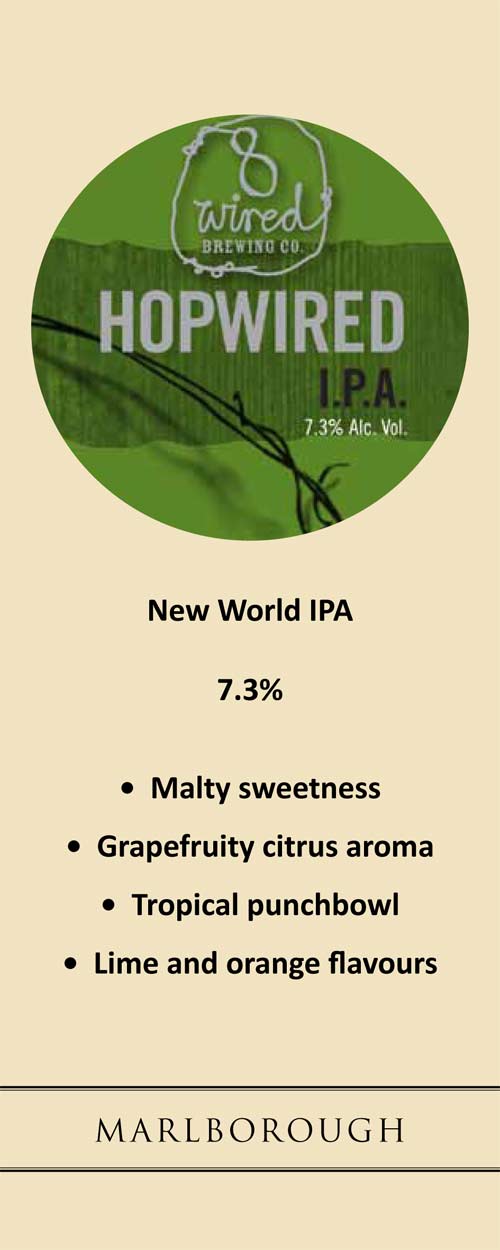 8
wired
BREWING CO.
HOPWIRED
I.P.A.
7.3% Alc. Vol.
New World IPA
7.3%
• Malty sweetness
• Grapefruity citrus aroma
• Tropical punchbowl
• Lime and orange flavours
MARLBOROUGH